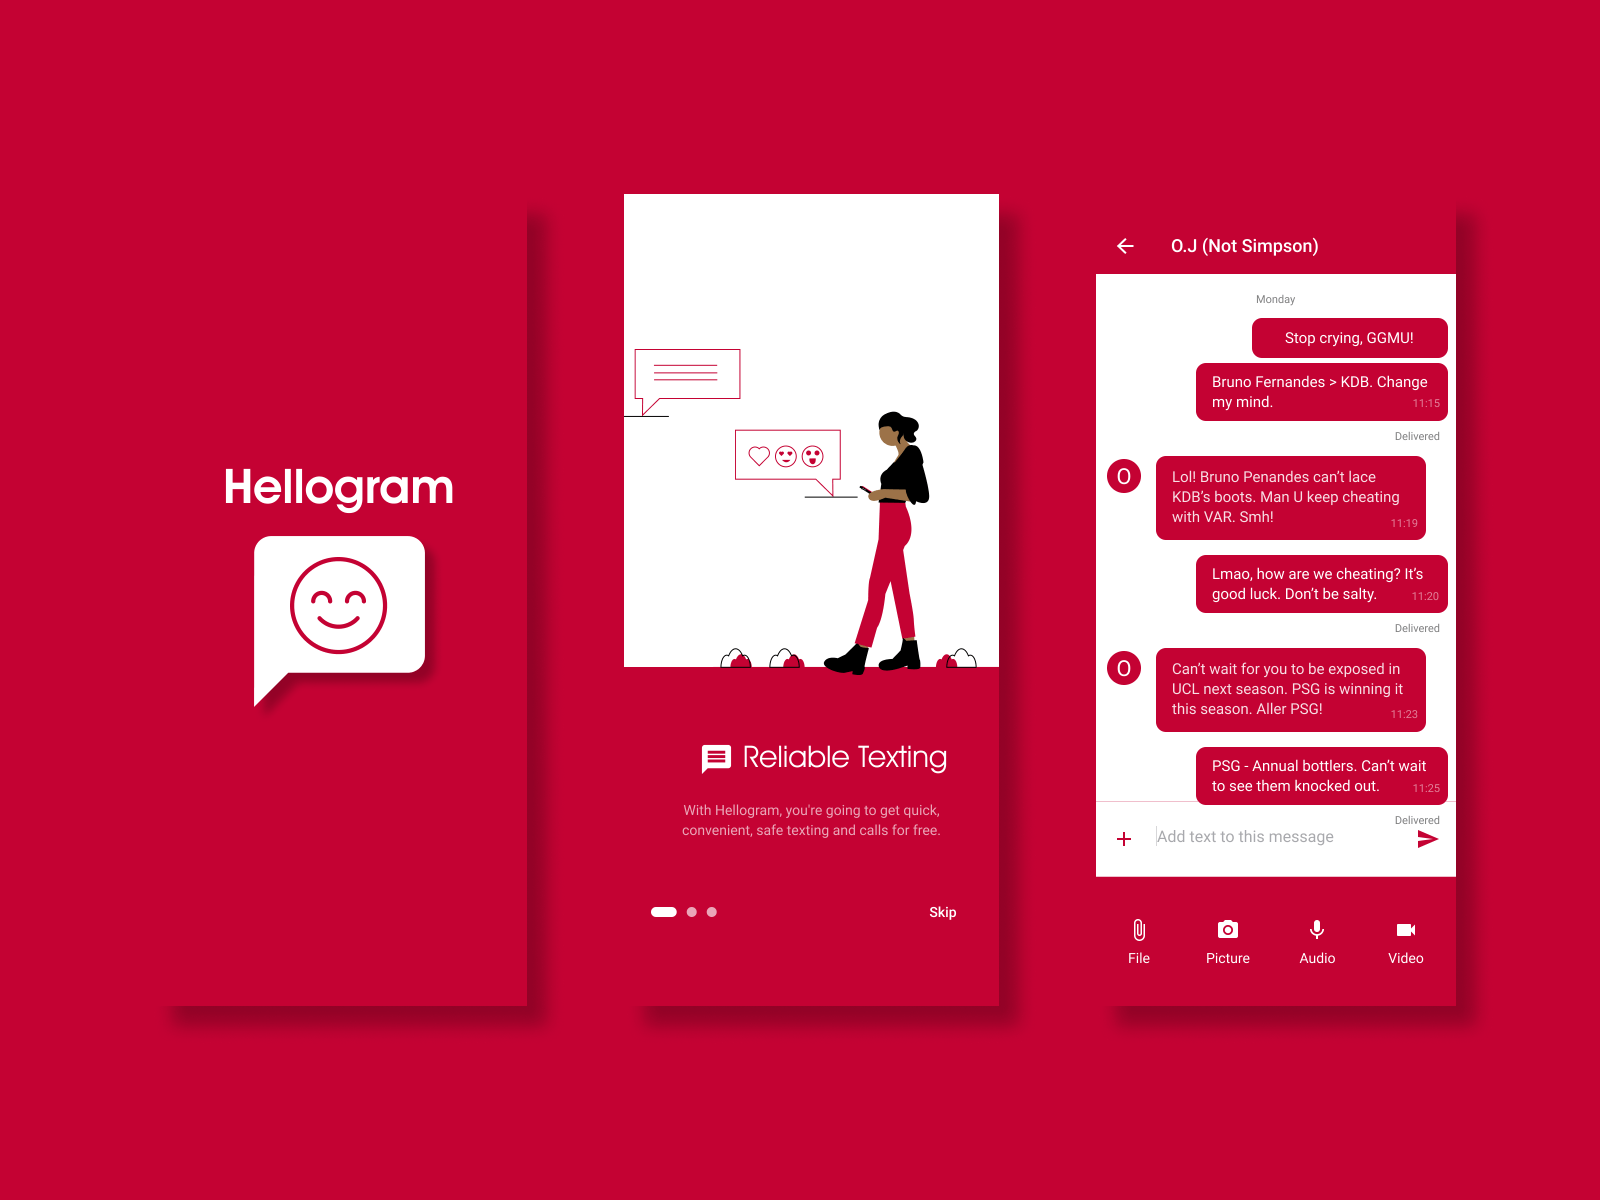 Hellogram
Reliable Texting
With Hellogram, you're going to get quick,
convenient, safe texting and calls for free.
Skip
O.J (Not Simpson)
Monday
Stop crying, GGMU!
Bruno Fernandes > KDB. Change
my mind.
11:15
Delivered
O
Lol! Bruno Penandes can’t lace
KDB’s boots. Man U keep cheating
with VAR. Smh!
11:19
Lmao, how are we cheating? It’s
good luck. Don’t be salty.
11:20
Delivered
O
Can’t wait for you to be exposed in
UCL next season. PSG is winning it
this season. Aller PSG!
11:23
PSG - Annual bottlers. Can’t wait
to see them knocked out.
11:25
Delivered
Add text to this message
File
Picture
Audio
Video